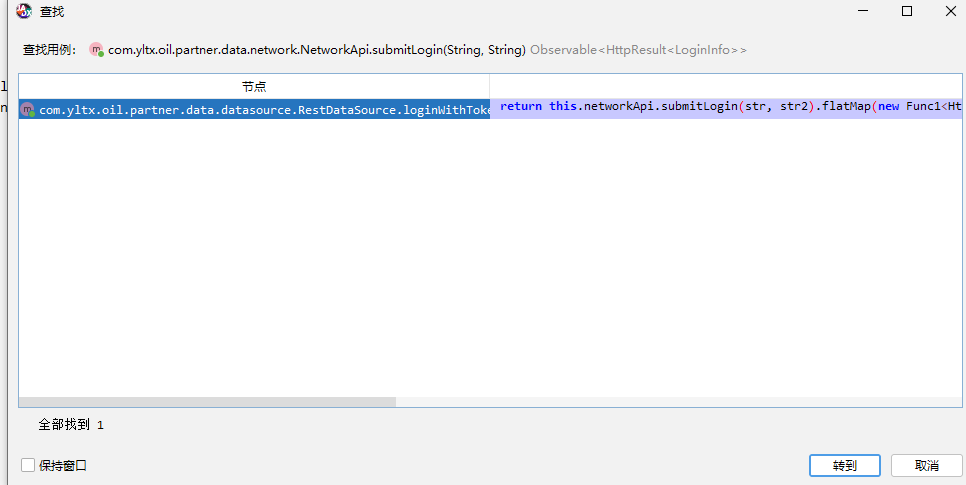 查找
查找用例: m com.yltx.oil.partner.data.network.NetworkApi.submitLogin(String, String) Observable<HttpResult<LoginInfo>>
节点
m com.yltx.oil.partner.data.datasource.RestDataSource.loginWithToke return this.networkApi.submitLogin(str, str2).flatMap(new Func1<Ht
全部找到 1
保持窗口
转到 取消